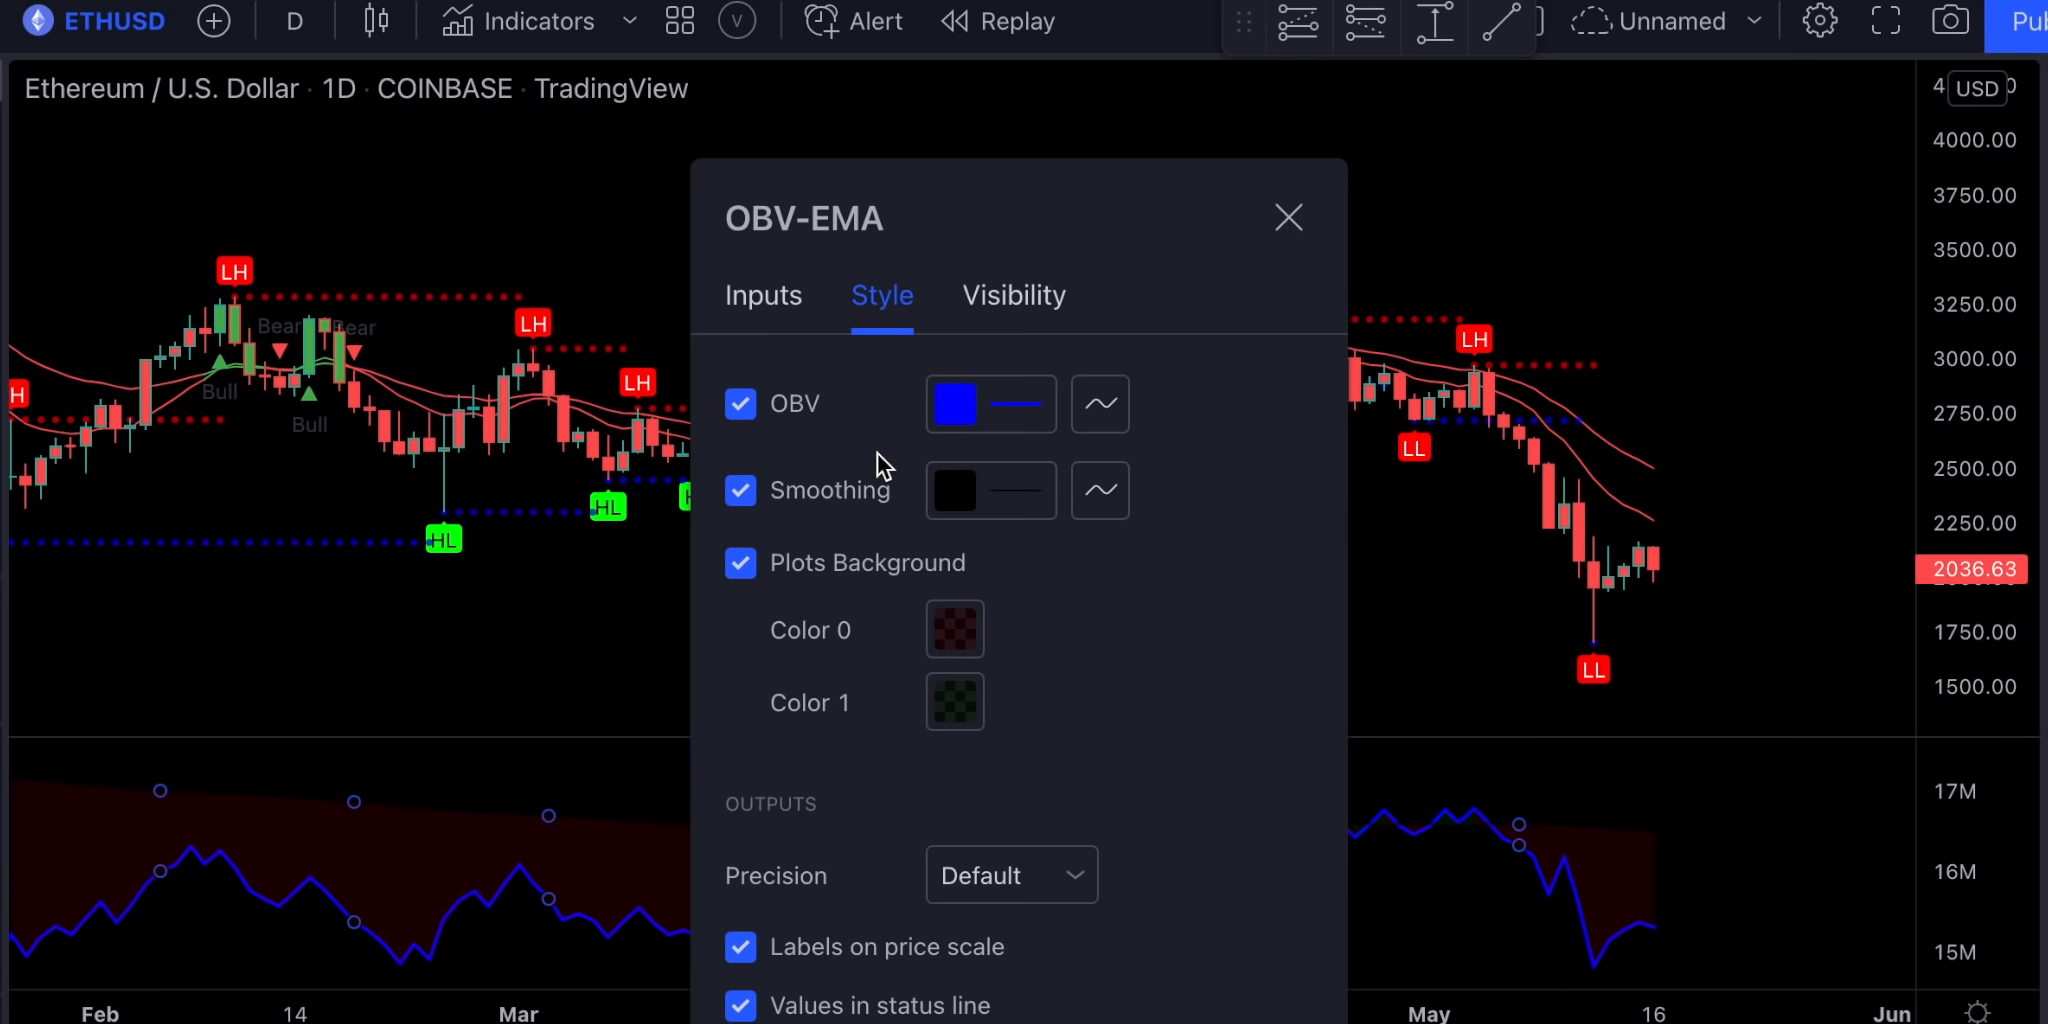 ETHUSD
D
Indicators
V
Alert
Replay
Unnamed
Ethereum / U.S. Dollar · 1D · COINBASE · TradingView
USD
4000.00
3750.00
3500.00
3250.00
3000.00
2750.00
2500.00
2250.00
2036.63
1750.00
1500.00
LH
Bear
Bear
Bull
Bull
LH
LH
HL
HL
LH
LL
LL
OBV-EMA
Inputs
Style
Visibility
OBV
Smoothing
Plots Background
Color 0
Color 1
OUTPUTS
Precision
Default
Labels on price scale
Values in status line
17M
16M
15M
Feb
14
Mar
May
16
Jun